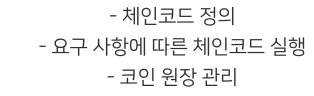 - 체인코드 정의
- 요구 사항에 따른 체인코드 실행
- 코인 원장 관리